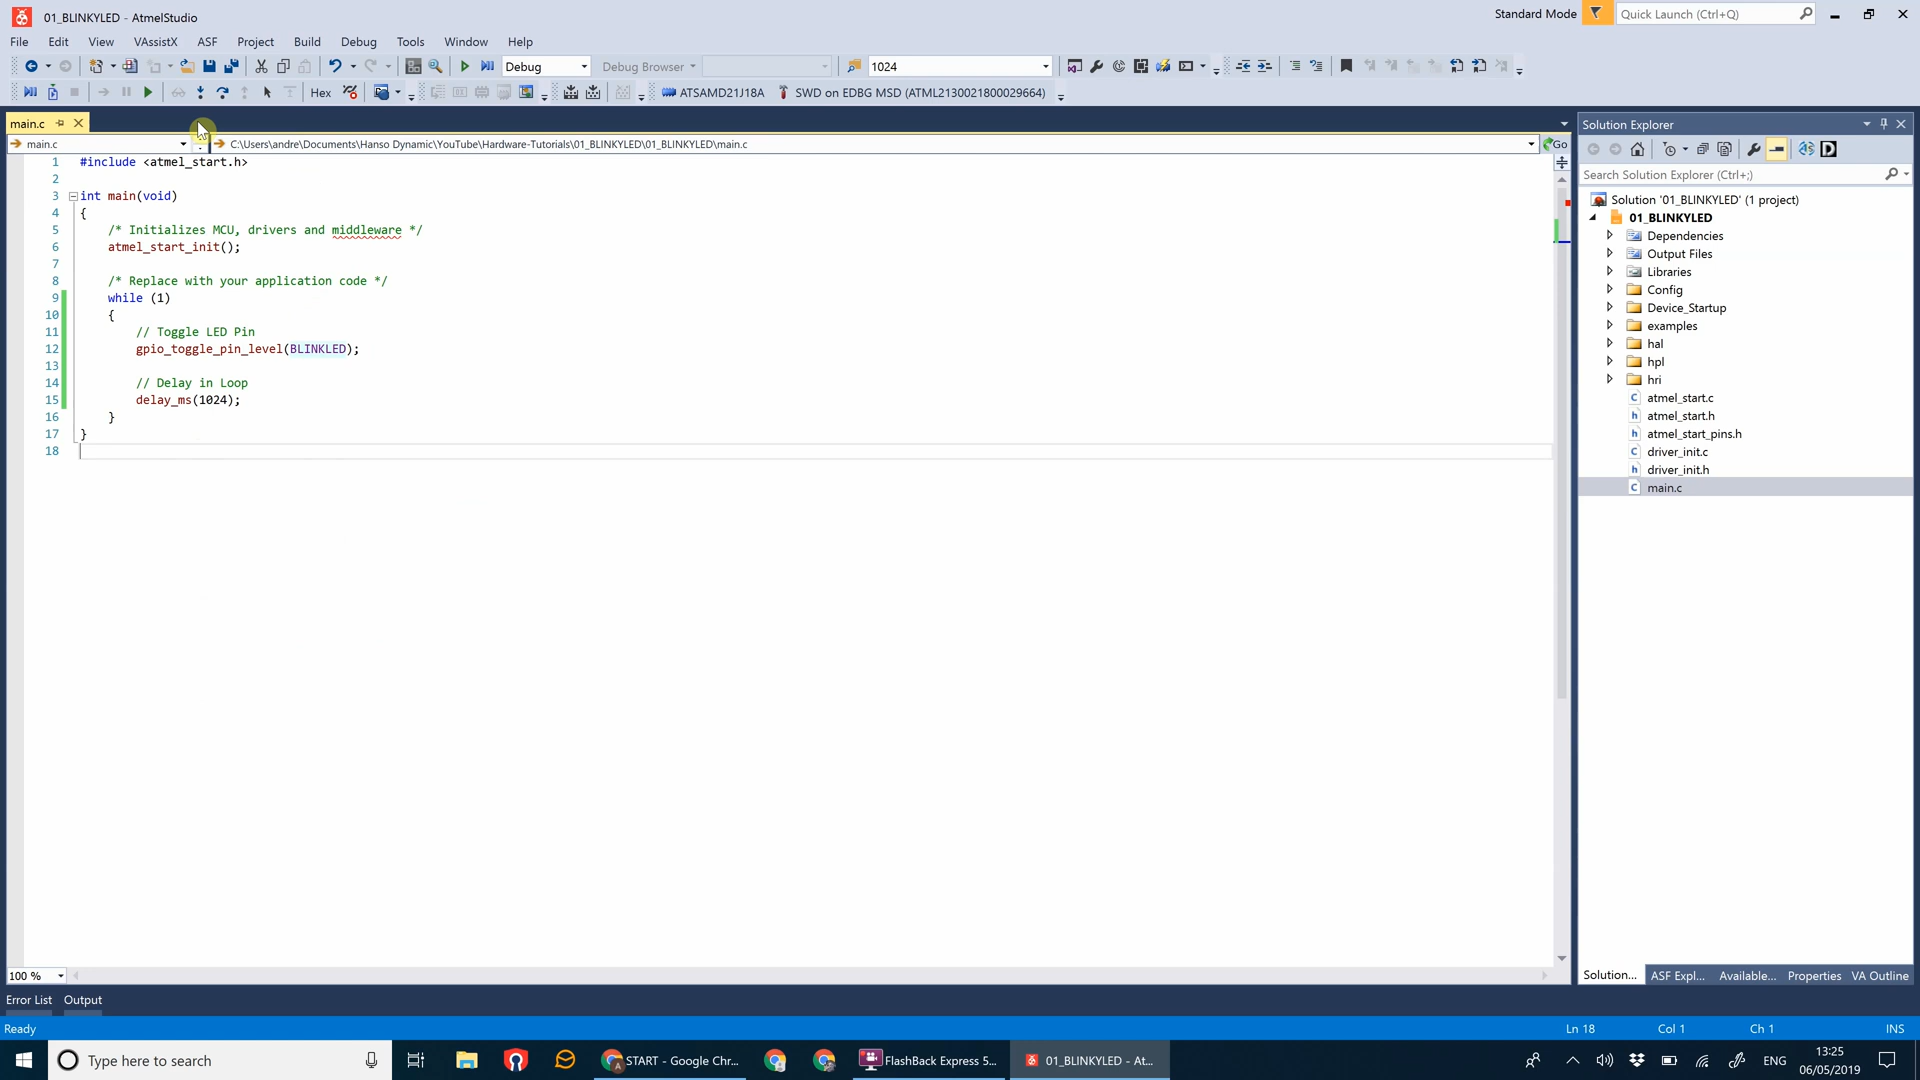 01_BLINKYLED - AtmelStudio
Standard Mode
Quick Launch (Ctrl+Q)
File Edit View VAssistX ASF Project Build Debug Tools Window Help
Debug Debug Browser 1024
Hex ATSAMD21J18A SWD on EDBG MSD (ATML2130021800029664)
main.c
main.c C:\Users\andre\Documents\Hanso Dynamic\YouTube\Hardware-Tutorials\01_BLINKYLED\01_BLINKYLED\main.c Go
1 #include <atmel_start.h>
2
3 int main(void)
4 {
5 /* Initializes MCU, drivers and middleware */
6 atmel_start_init();
7
8 /* Replace with your application code */
9 while (1)
10 {
11 // Toggle LED Pin
12 gpio_toggle_pin_level(BLINKLED);
13
14 // Delay in Loop
15 delay_ms(1024);
16 }
17 }
18
100 %
Solution Explorer
Search Solution Explorer (Ctrl+;)
Solution '01_BLINKYLED' (1 project)
01_BLINKYLED
Dependencies
Output Files
Libraries
Config
Device_Startup
examples
hal
hpl
hri
atmel_start.c
atmel_start.h
atmel_start_pins.h
driver_init.c
driver_init.h
main.c
Solution... ASF Expl... Available... Properties VA Outline
Error List Output
Ready Ln 18 Col 1 Ch 1 INS
Type here to search START - Google Chr... FlashBack Express 5... 01_BLINKYLED - At... ENG 13:25
06/05/2019